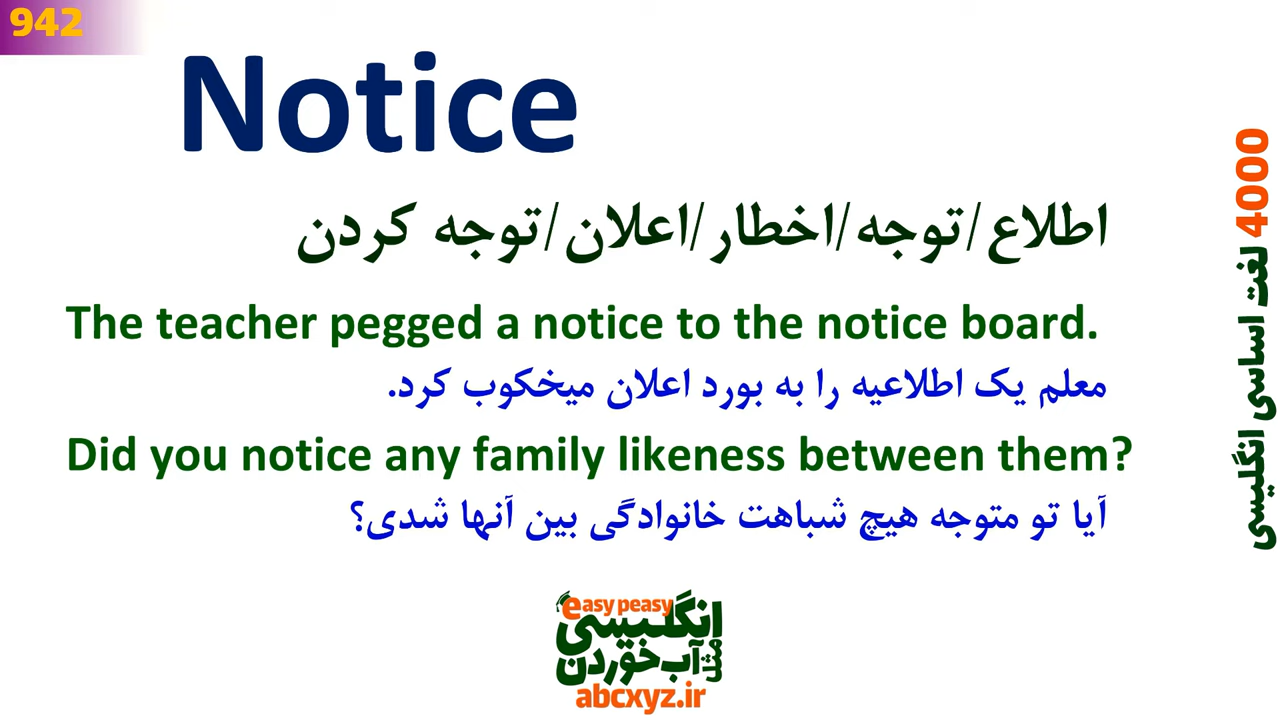 942
Notice
اطلاع/توجه/اخطار/اعلان/توجه کردن
The teacher pegged a notice to the notice board.
معلم یک اطلاعیه را به بورد اعلان میخکوب کرد.
Did you notice any family likeness between them?
آیا تو متوجه هیچ شباهت خانوادگی بین آنها شدی؟
4000 لغت اساسی انگلیسی
easy peasy
انگلیسی
مثل آب خوردن
abcxyz.ir